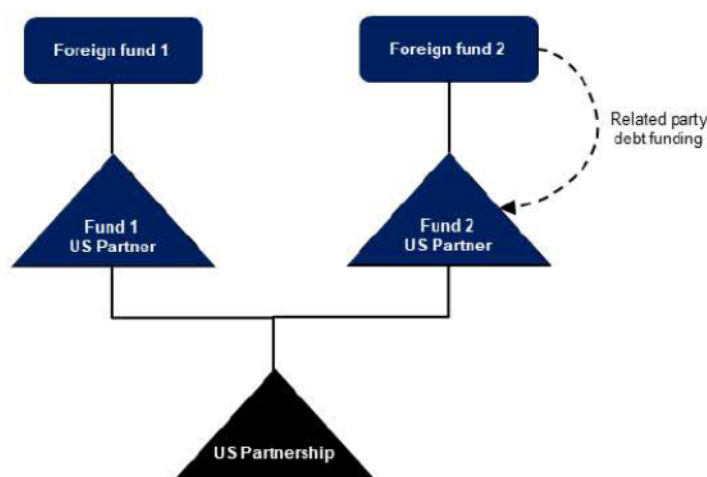 Foreign fund 1
Foreign fund 2
Related party
debt funding
Fund 1
US Partner
Fund 2
US Partner
US Partnership